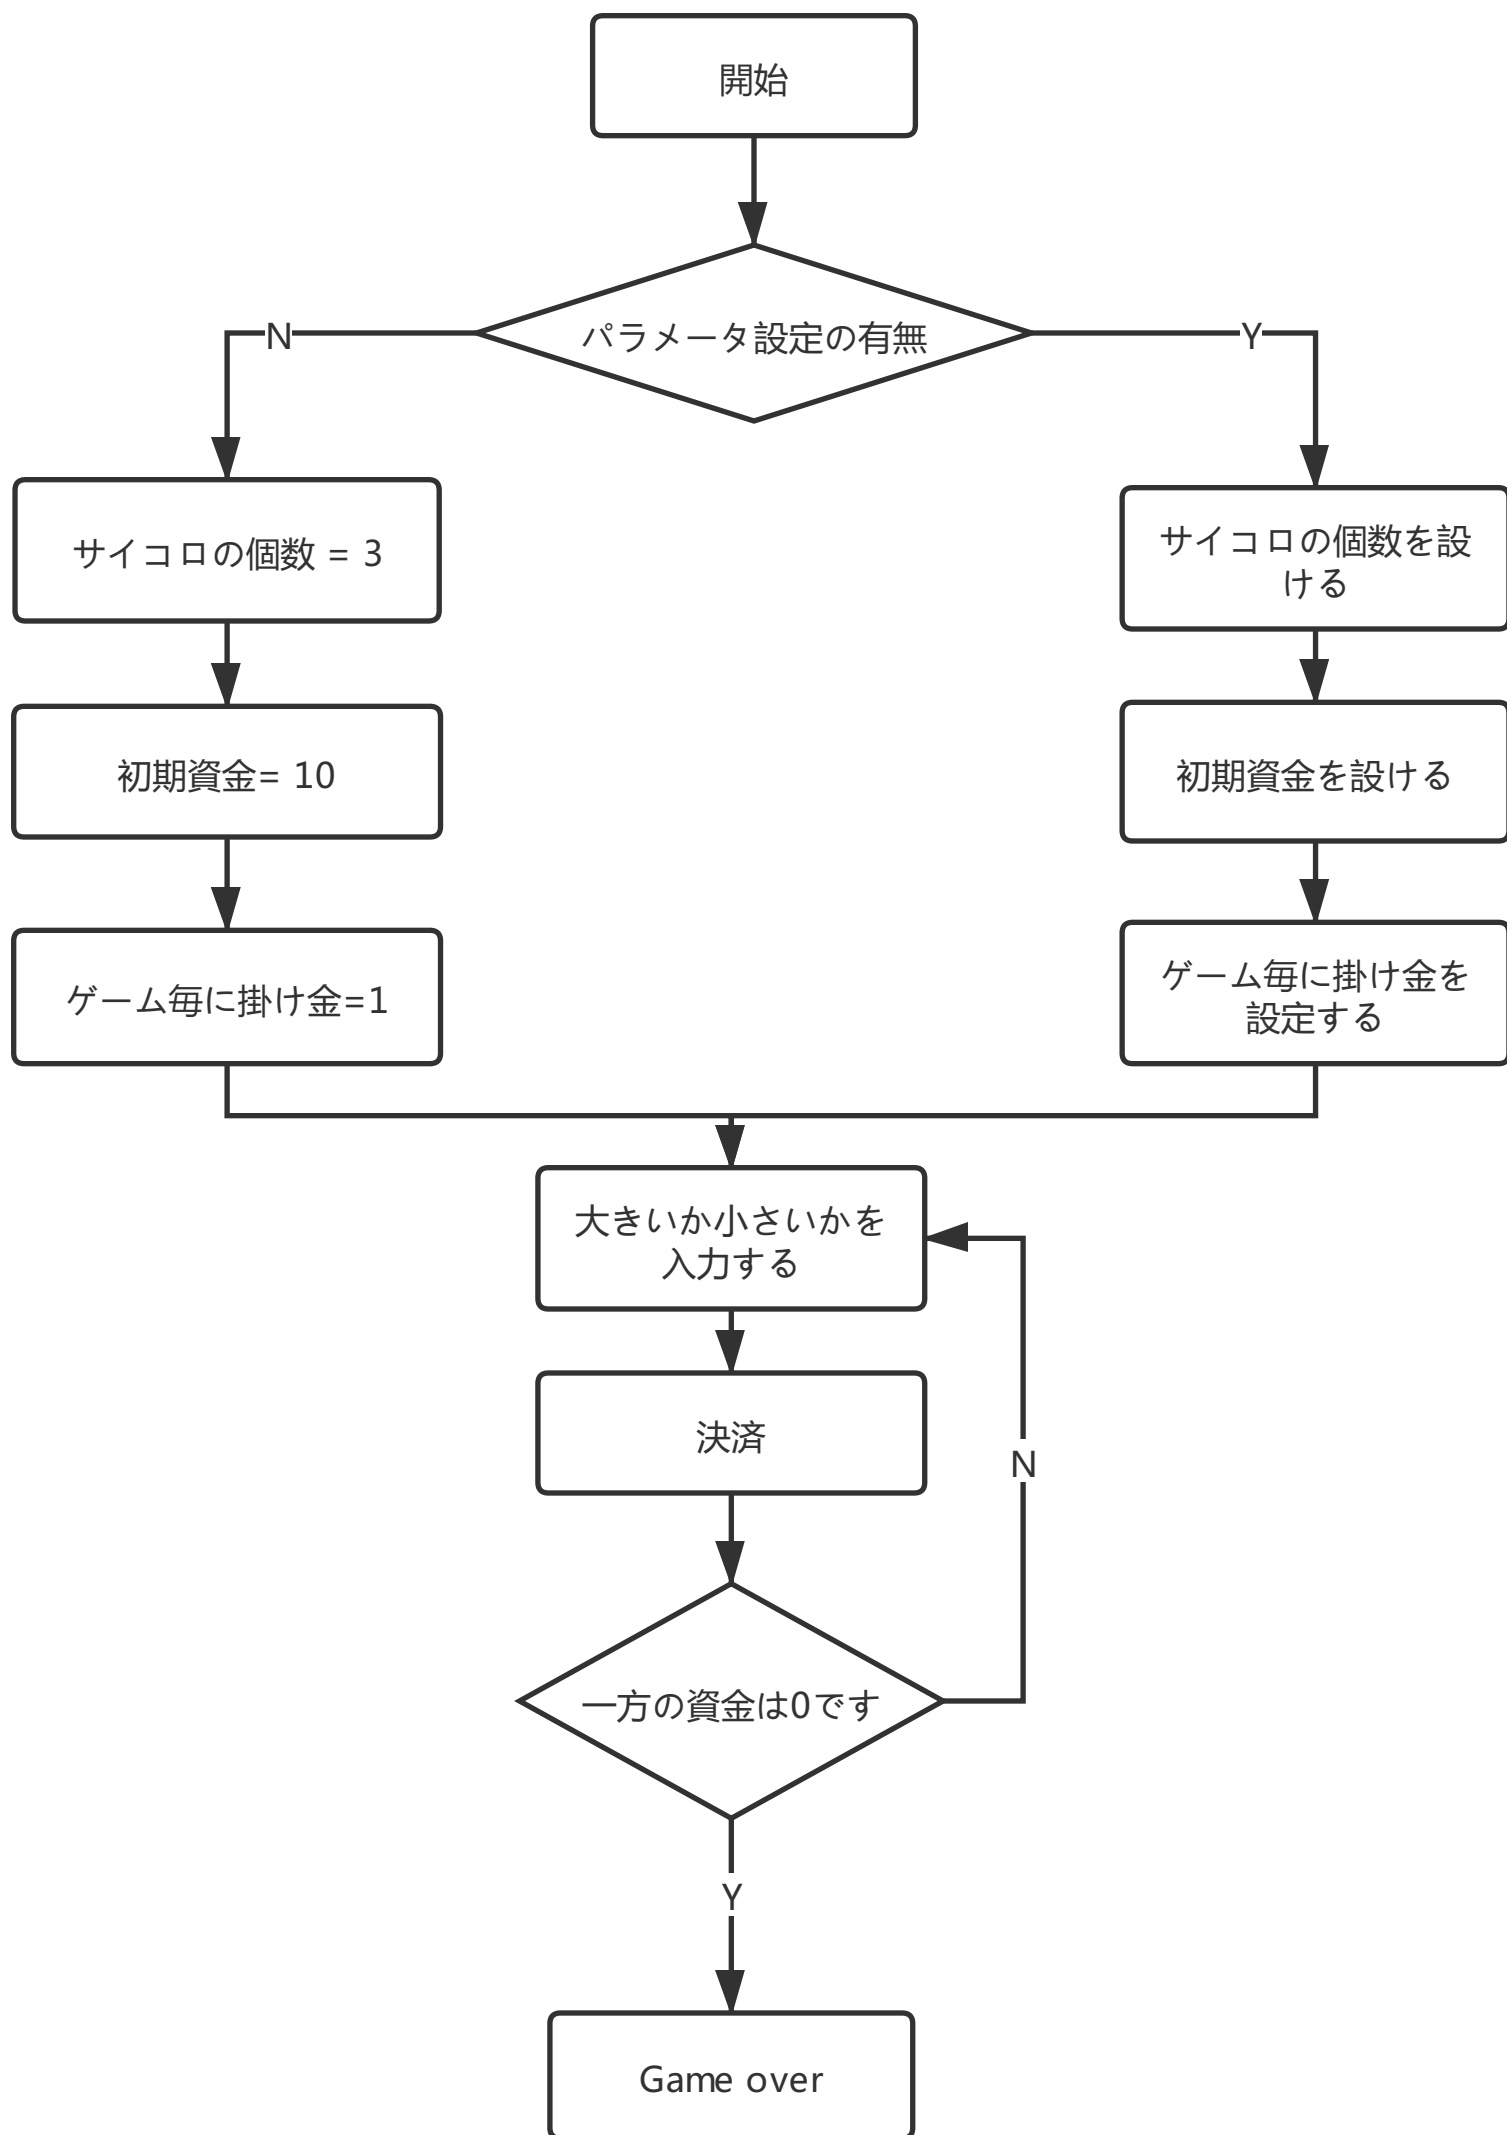 開始
パラメータ設定の有無
N
Y
サイコロの個数 = 3
サイコロの個数を設
ける
初期資金= 10
初期資金を設ける
ゲーム毎に掛け金=1
ゲーム毎に掛け金を
設定する
大きいか小さいかを
入力する
決済
N
一方の資金は0です
Y
Game over